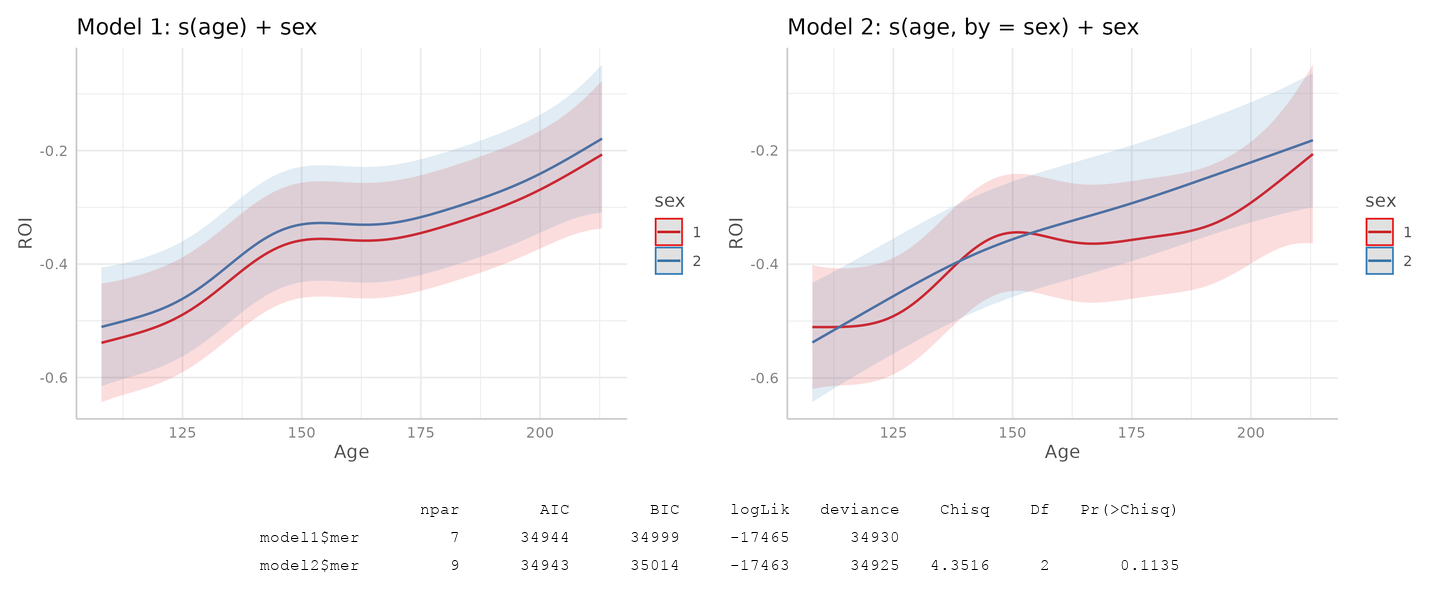 Model 1: s(age) + sex
ROI
-0.2
-0.4
-0.6
125 150 175 200
Age
sex
1
2
Model 2: s(age, by = sex) + sex
ROI
-0.2
-0.4
-0.6
125 150 175 200
Age
sex
1
2
npar AIC BIC logLik deviance Chisq Df Pr(>Chisq)
model1$mer 7 34944 34999 -17465 34930
model2$mer 9 34943 35014 -17463 34925 4.3516 2 0.1135